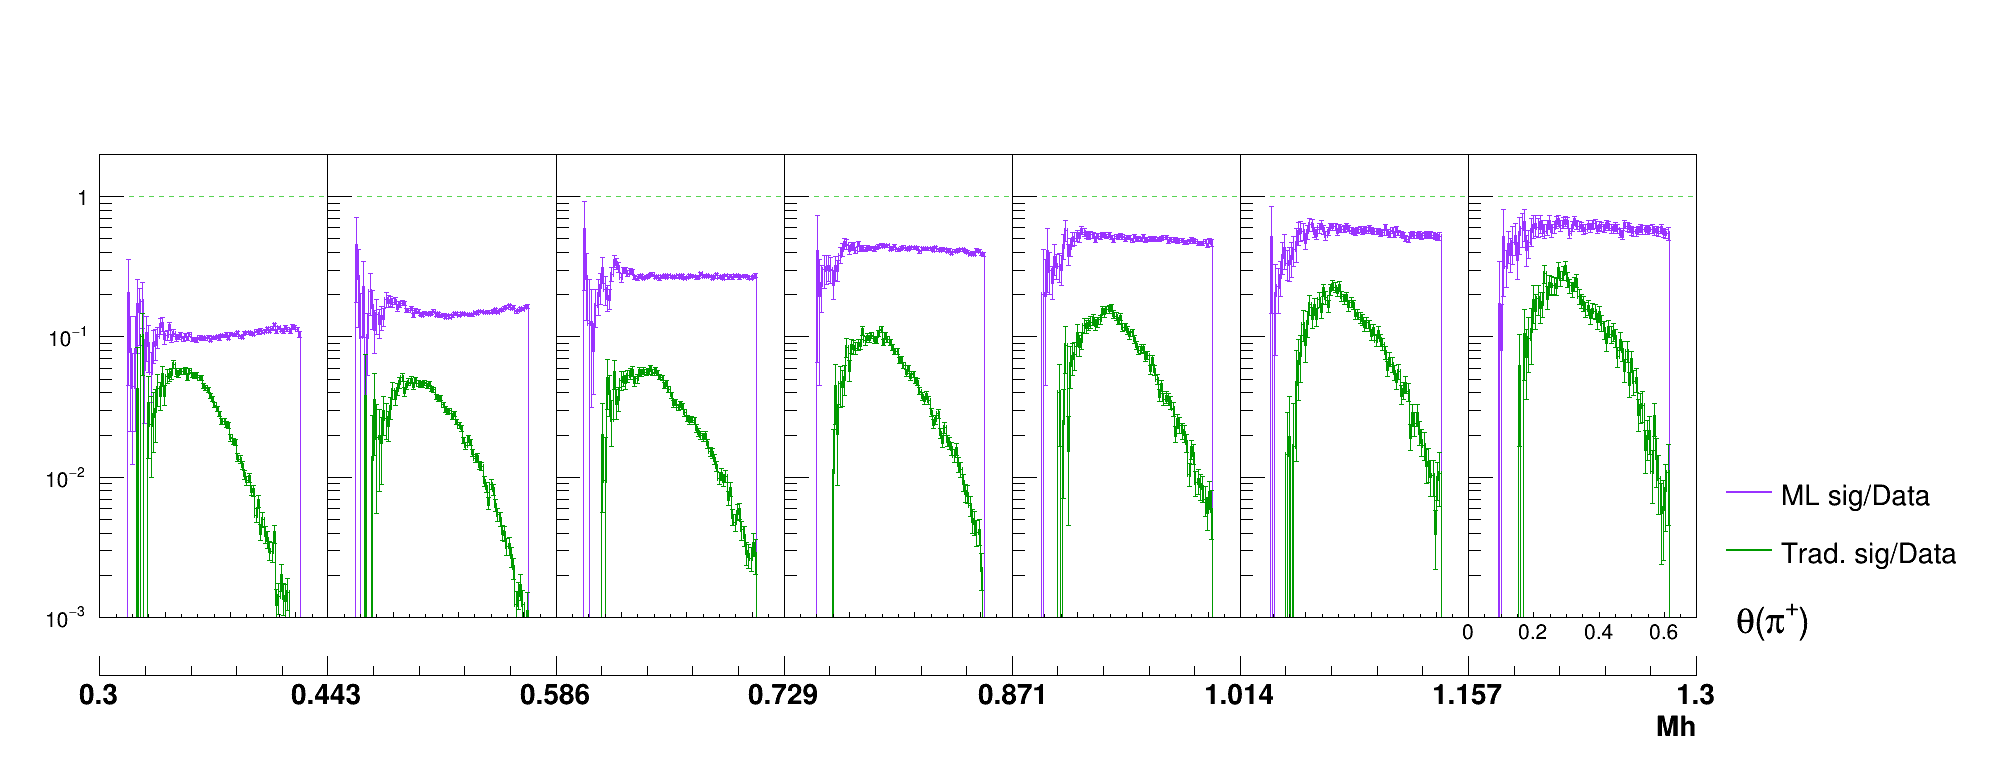 1
10⁻¹
10⁻²
10⁻³
ML sig/Data
Trad. sig/Data
θ(π⁺)
0 0.2 0.4 0.6
0.3 0.443 0.586 0.729 0.871 1.014 1.157 1.3
Mh